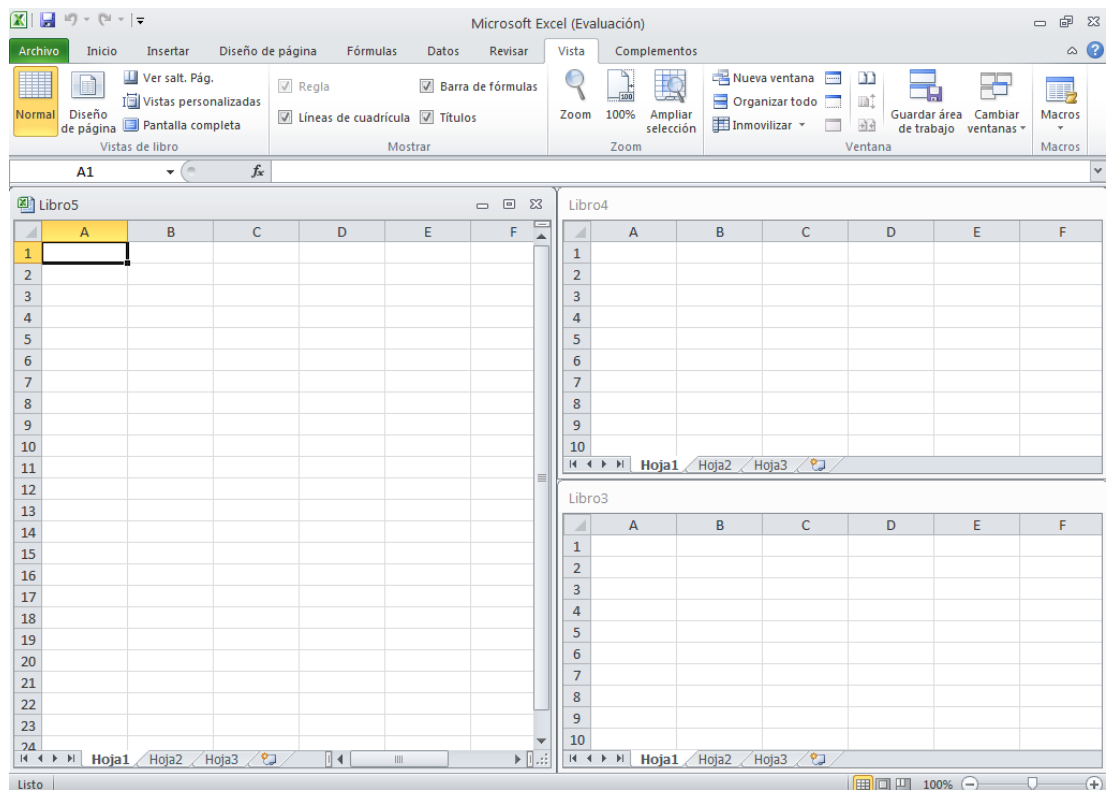 Microsoft Excel (Evaluación)
Archivo Inicio Insertar Diseño de página Fórmulas Datos Revisar Vista Complementos
Normal
Diseño de página
Ver salt. Pág.
Vistas personalizadas
Pantalla completa
Vistas de libro
Regla
Barra de fórmulas
Líneas de cuadrícula
Títulos
Mostrar
Zoom
100%
Ampliar selección
Zoom
Nueva ventana
Organizar todo
Inmovilizar
Guardar área de trabajo
Cambiar ventanas
Ventana
Macros
Macros
A1
fx
Libro5
A B C D E F
1
2
3
4
5
6
7
8
9
10
11
12
13
14
15
16
17
18
19
20
21
22
23
24
Hoja1 Hoja2 Hoja3
Libro4
A B C D E F
1
2
3
4
5
6
7
8
9
10
Hoja1 Hoja2 Hoja3
Libro3
A B C D E F
1
2
3
4
5
6
7
8
9
10
Hoja1 Hoja2 Hoja3
Listo
100%